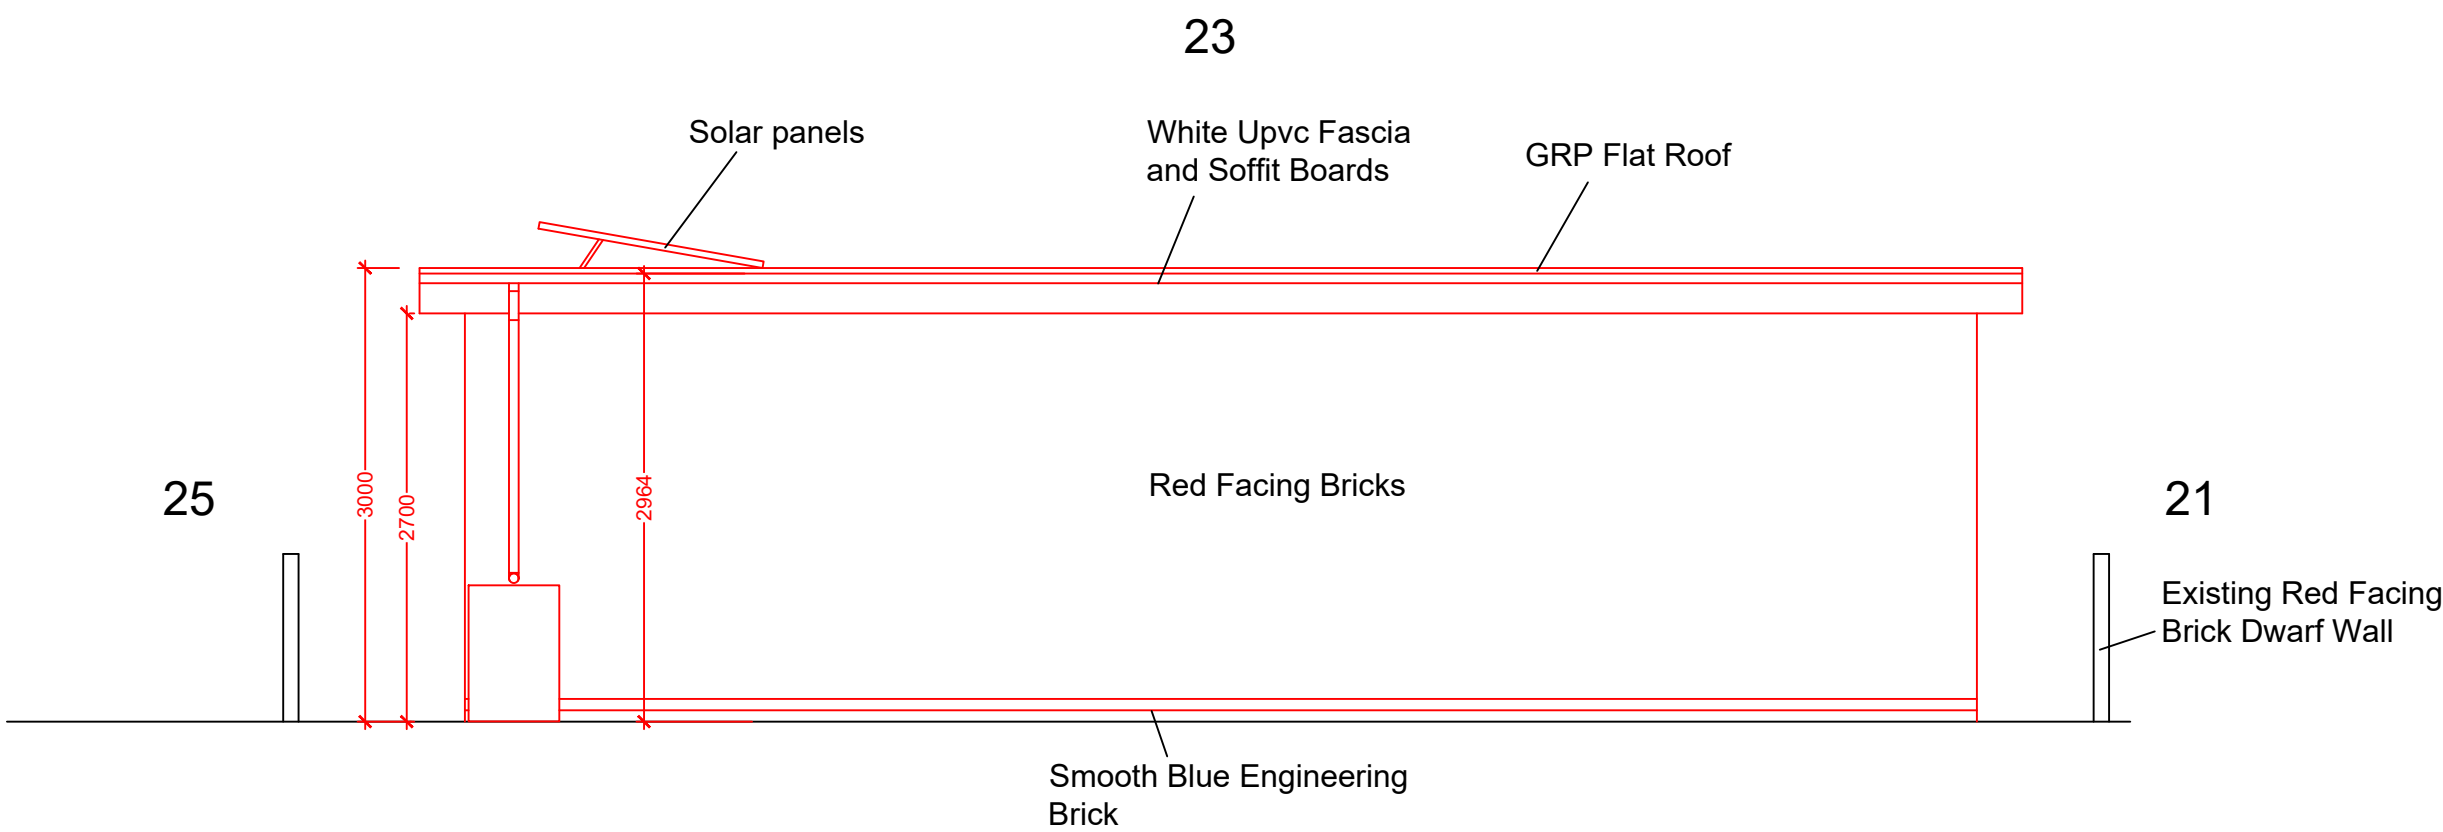 23
Solar panels
White Upvc Fascia
and Soffit Boards
GRP Flat Roof
25
3000
2700
2964
Red Facing Bricks
21
Existing Red Facing
Brick Dwarf Wall
Smooth Blue Engineering
Brick